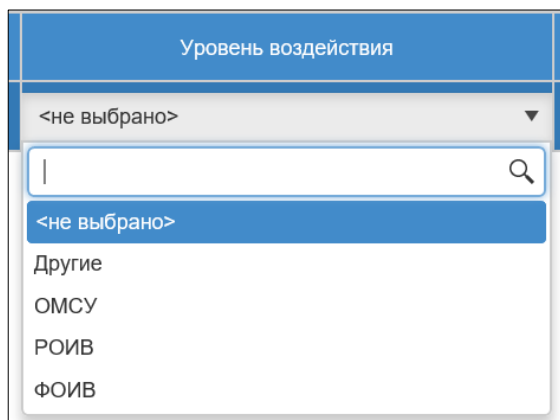 Уровень воздействия
<не выбрано>
<не выбрано>
Другие
ОМСУ
РОИВ
ФОИВ